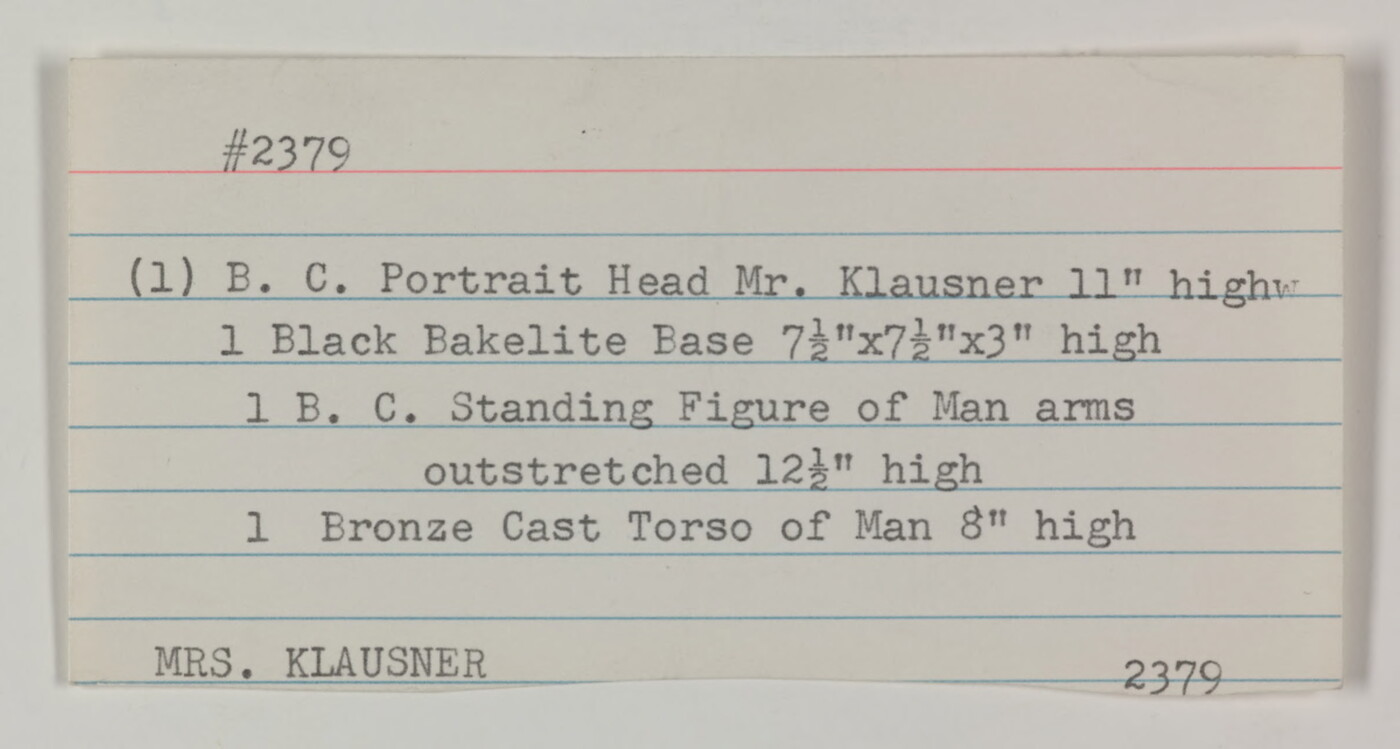 #2379
(1) B. C. Portrait Head Mr. Klausner 11" highw
1 Black Bakelite Base 7½"x7½"x3" high
1 B. C. Standing Figure of Man arms
outstretched 12½" high
1 Bronze Cast Torso of Man 8" high
MRS. KLAUSNER 2379